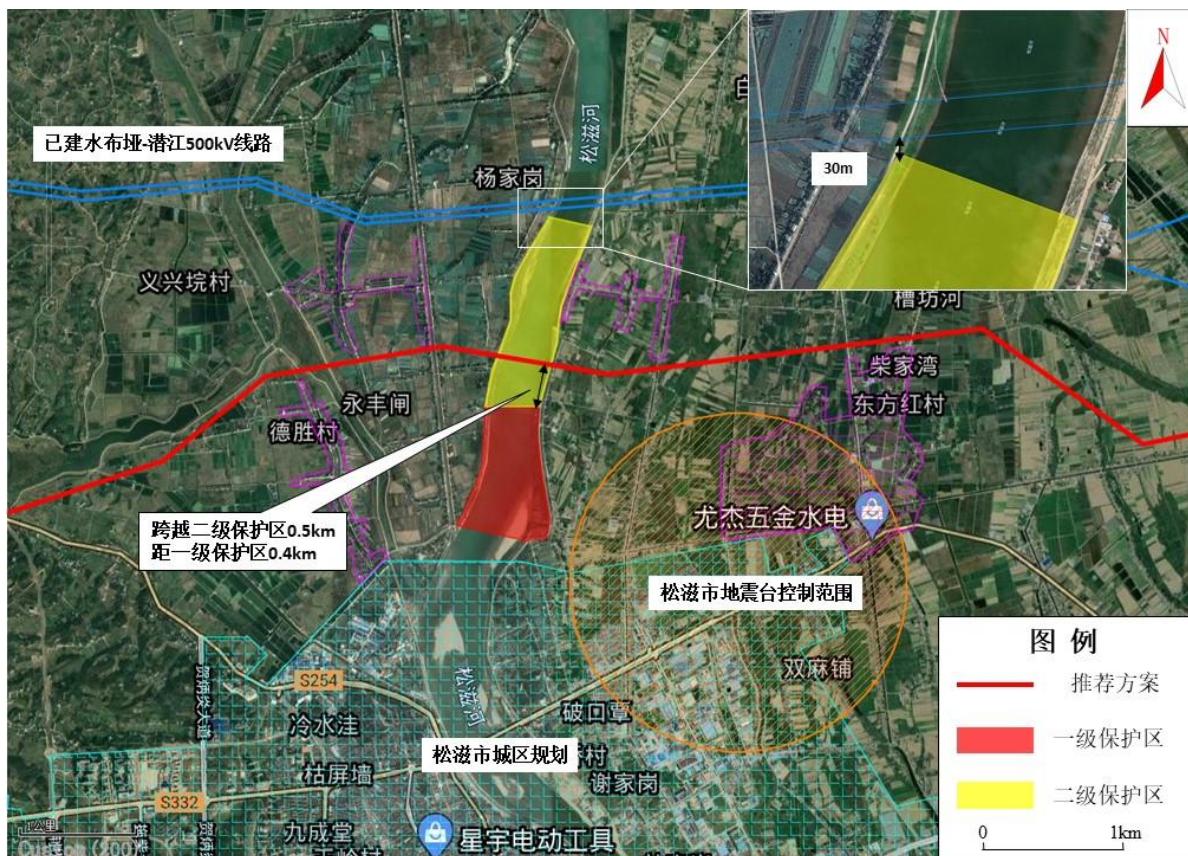 已建水布垭-潜江500kV线路
杨家岗
松滋河
30m
N
义兴垸村
槽坊河
柴家湾
东方红村
永丰闸
德胜村
跨越二级保护区0.5km
距一级保护区0.4km
尤杰五金水电
松滋市地震台控制范围
双麻铺
S254
松滋河
冷水洼
破口章
松滋市城区规划
枯屏墙
谢家岗
S332
九成堂
星宇电动工具
1公里
图 例
推荐方案
一级保护区
二级保护区
0
1km